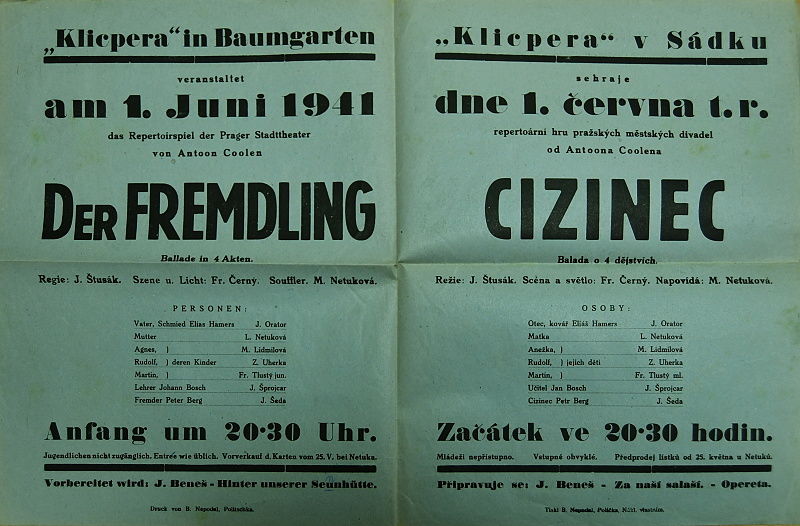 „Klicpera“ in Baumgarten
veranstaltet
am 1. Juni 1941
das Repertoirspiel der Prager Stadttheater
von Antoon Coolen
DER FREMDLING
Ballade in 4 Akten.
Regie: J. Štusák. Szene u. Licht: Fr. Černý. Souffler. M. Netuková.
PERSONEN:
Vater, Schmied Elias Hamers J. Orator
Mutter L. Netuková
Agnes, ) M. Lidmilová
Rudolf, ) deren Kinder Z. Uherka
Martin, ) Fr. Tlustý jun.
Lehrer Johann Bosch J. Šprojcar
Fremder Peter Berg J. Šeda
Anfang um 20·30 Uhr.
Jugendlichen nicht zugänglich. Entrée wie üblich. Vorverkauf d. Karten vom 25. V. bei Netuka.
Vorbereitet wird: J. Beneš - Hinter unserer Sennhütte.
Druck von B. Nepodal, Politschka.
„Klicpera“ v Sádku
sehraje
dne 1. června t. r.
repertoární hru pražských městských divadel
od Antoona Coolena
CIZINEC
Balada o 4 dějstvích.
Režie: J. Štusák. Scéna a světlo: Fr. Černý. Napovídá: M. Netuková.
OSOBY:
Otec, kovář Eliáš Hamers J. Orator
Matka L. Netuková
Anežka, ) M. Lidmilová
Rudolf, ) jejich děti Z. Uherka
Martin, ) Fr. Tlustý ml.
Učitel Jan Bosch J. Šprojcar
Cizinec Petr Berg J. Šeda
Začátek ve 20·30 hodin.
Mládeži nepřístupno. Vstupné obvyklé. Předprodej lístků od 25. května u Netuků.
Připravuje se: J. Beneš - Za naší salaší. - Opereta.
Tiskl B. Nepodal, Polička. Nákl. vlastním.